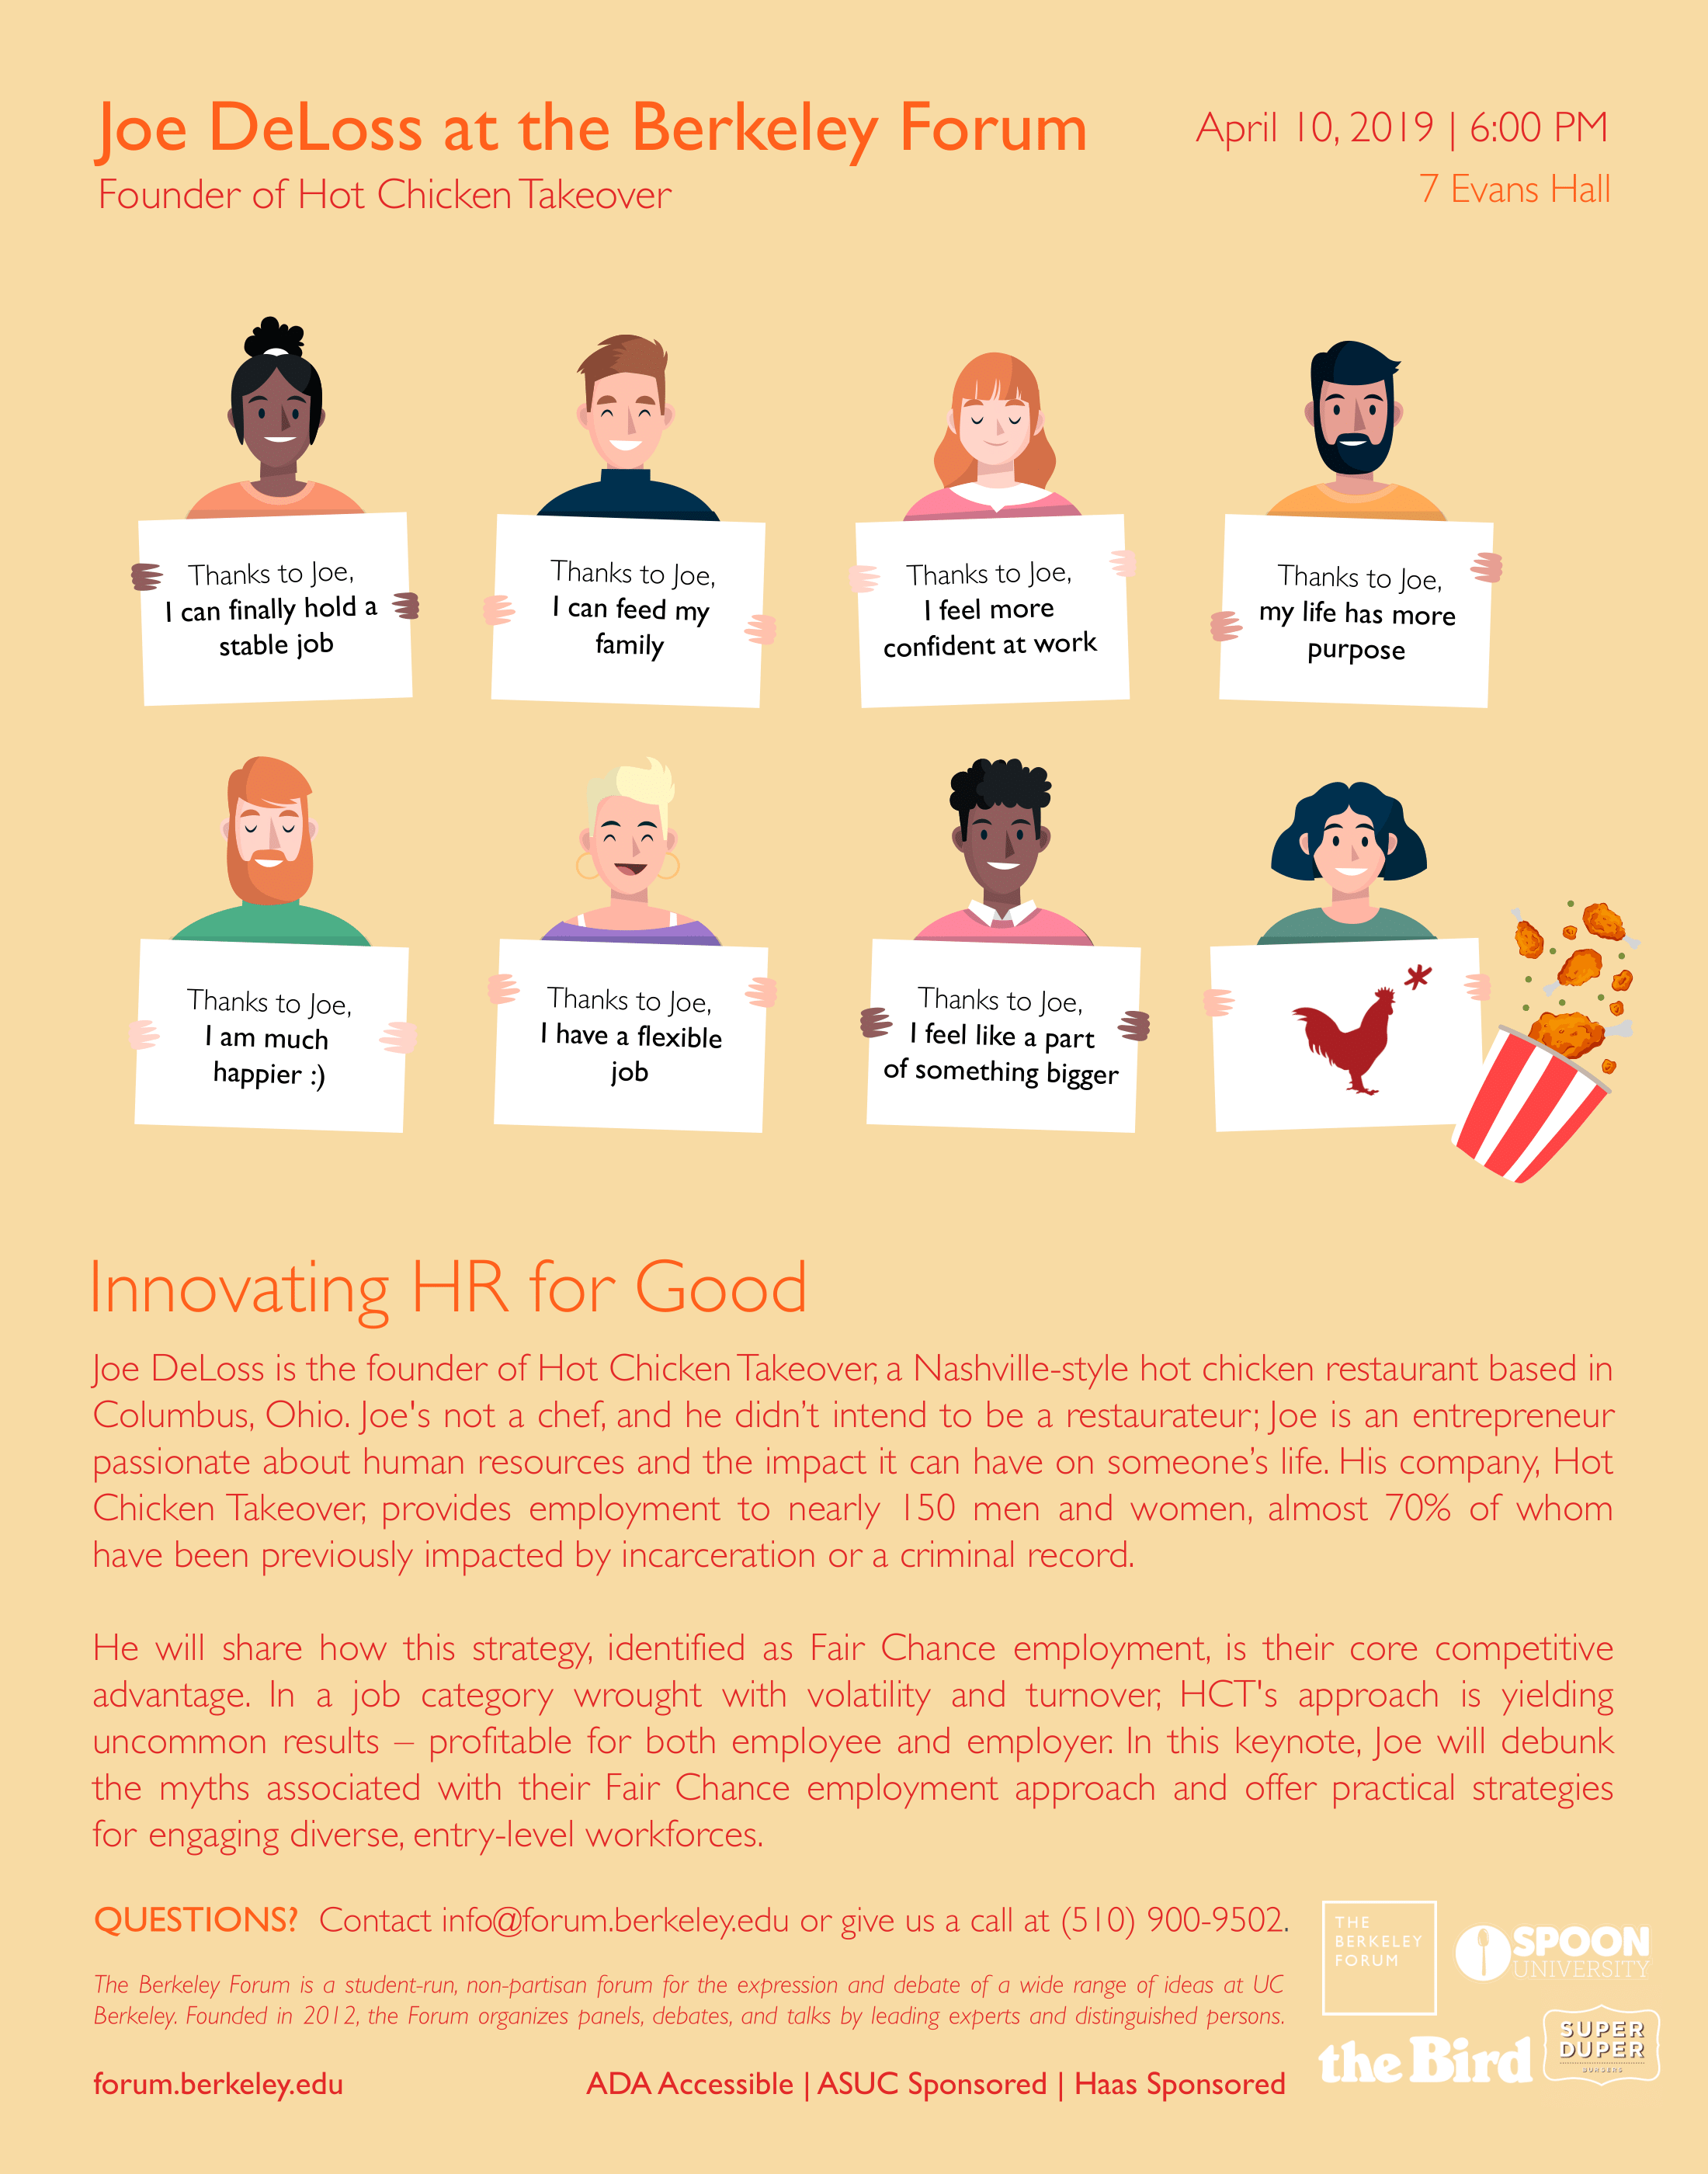 Joe DeLoss at the Berkeley Forum
Founder of Hot Chicken Takeover
April 10, 2019 | 6:00 PM
7 Evans Hall
Thanks to Joe,
I can finally hold a
stable job
Thanks to Joe,
I can feed my
family
Thanks to Joe,
I feel more
confident at work
Thanks to Joe,
my life has more
purpose
Thanks to Joe,
I am much
happier :)
Thanks to Joe,
I have a flexible
job
Thanks to Joe,
I feel like a part
of something bigger
Innovating HR for Good
Joe DeLoss is the founder of Hot Chicken Takeover, a Nashville-style hot chicken restaurant based in
Columbus, Ohio. Joe's not a chef, and he didn’t intend to be a restaurateur; Joe is an entrepreneur
passionate about human resources and the impact it can have on someone’s life. His company, Hot
Chicken Takeover, provides employment to nearly 150 men and women, almost 70% of whom
have been previously impacted by incarceration or a criminal record.
He will share how this strategy, identified as Fair Chance employment, is their core competitive
advantage. In a job category wrought with volatility and turnover, HCT's approach is yielding
uncommon results – profitable for both employee and employer. In this keynote, Joe will debunk
the myths associated with their Fair Chance employment approach and offer practical strategies
for engaging diverse, entry-level workforces.
QUESTIONS? Contact info@forum.berkeley.edu or give us a call at (510) 900-9502.
The Berkeley Forum is a student-run, non-partisan forum for the expression and debate of a wide range of ideas at UC
Berkeley. Founded in 2012, the Forum organizes panels, debates, and talks by leading experts and distinguished persons.
forum.berkeley.edu
ADA Accessible | ASUC Sponsored | Haas Sponsored
THE
BERKELEY
FORUM
SPOON
UNIVERSITY
the Bird
SUPER
DUPER
BURGERS